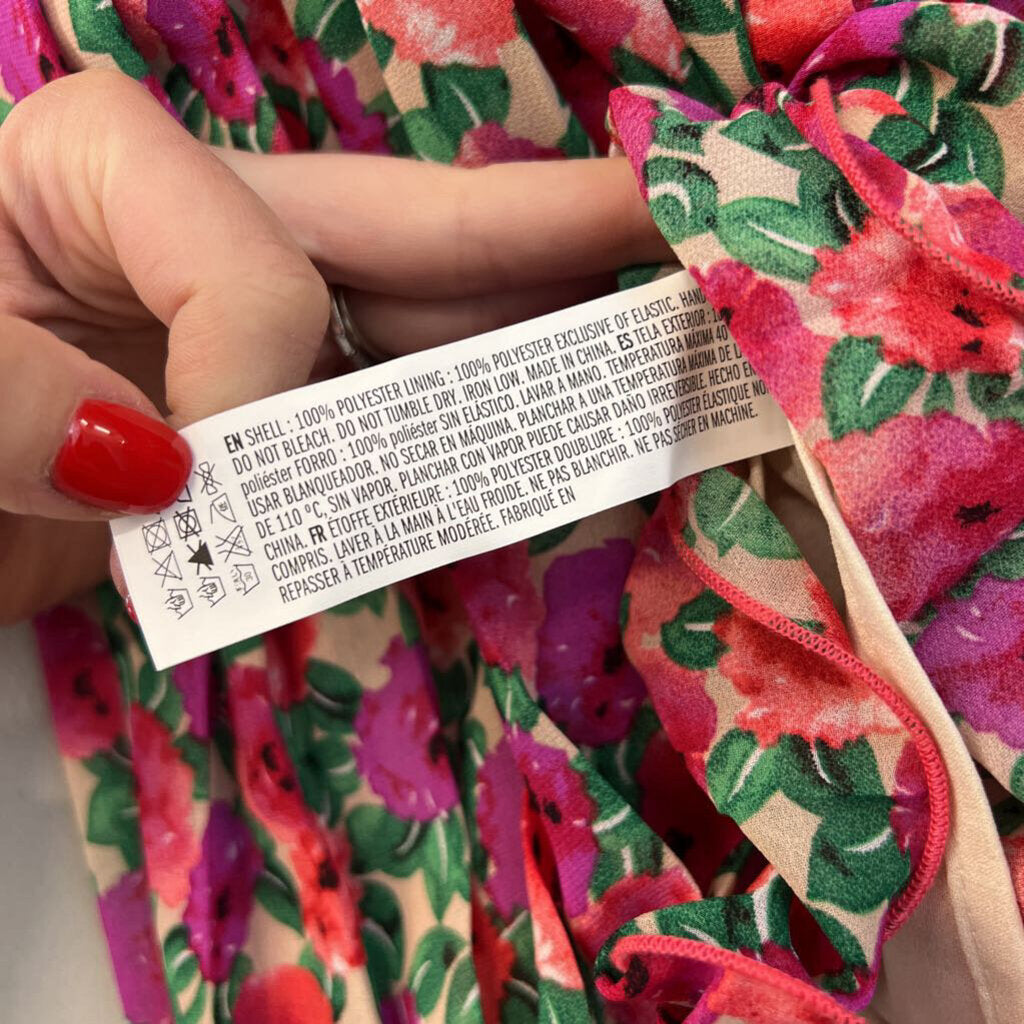 EN SHELL : 100% POLYESTER LINING : 100% POLYESTER EXCLUSIVE OF ELASTIC. HAND
DO NOT BLEACH. DO NOT TUMBLE DRY. IRON LOW. MADE IN CHINA. ES TELA EXTERIOR :
poliéster FORRO : 100% poliéster SIN ELÁSTICO. LAVAR A MANO. TEMPERATURA MÁXIMA 40
USAR BLANQUEADOR. NO SECAR EN MÁQUINA. PLANCHAR A UNA TEMPERATURA MÁXIMA DE
DE 110 °C, SIN VAPOR. PLANCHAR CON VAPOR PUEDE CAUSAR DAÑO IRREVERSIBLE. HECHO EN
CHINA. FR ÉTOFFE EXTÉRIEURE : 100% POLYESTER DOUBLURE : 100% POLYESTER ÉLASTIQUE NON
COMPRIS. LAVER À LA MAIN À L'EAU FROIDE. NE PAS BLANCHIR. NE PAS SÉCHER EN MACHINE.
REPASSER À TEMPÉRATURE MODÉRÉE. FABRIQUÉ EN